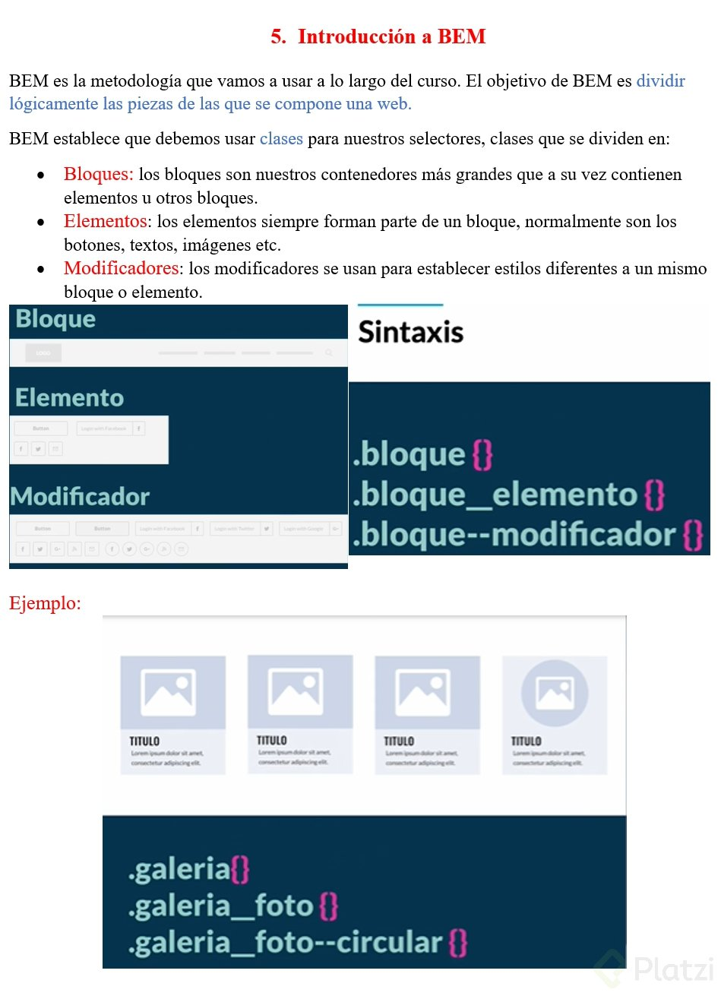 5. Introducción a BEM
BEM es la metodología que vamos a usar a lo largo del curso. El objetivo de BEM es dividir
lógicamente las piezas de las que se compone una web.
BEM establece que debemos usar clases para nuestros selectores, clases que se dividen en:
• Bloques: los bloques son nuestros contenedores más grandes que a su vez contienen
elementos u otros bloques.
• Elementos: los elementos siempre forman parte de un bloque, normalmente son los
botones, textos, imágenes etc.
• Modificadores: los modificadores se usan para establecer estilos diferentes a un mismo
bloque o elemento.
Bloque
LOGO
Elemento
Button Login with Facebook f
f
Modificador
Button Button Login with Facebook f Login with Twitter Login with Google G+
f G+ f G+
Sintaxis
.bloque {}
.bloque__elemento {}
.bloque--modificador {}
Ejemplo:
TITULO
Lorem ipsum dolor sit amet,
consectetur adipiscing elit.
TITULO
Lorem ipsum dolor sit amet,
consectetur adipiscing elit.
TITULO
Lorem ipsum dolor sit amet,
consectetur adipiscing elit.
TITULO
Lorem ipsum dolor sit amet,
consectetur adipiscing elit.
.galeria{}
.galeria__foto {}
.galeria__foto--circular {}
Platzi